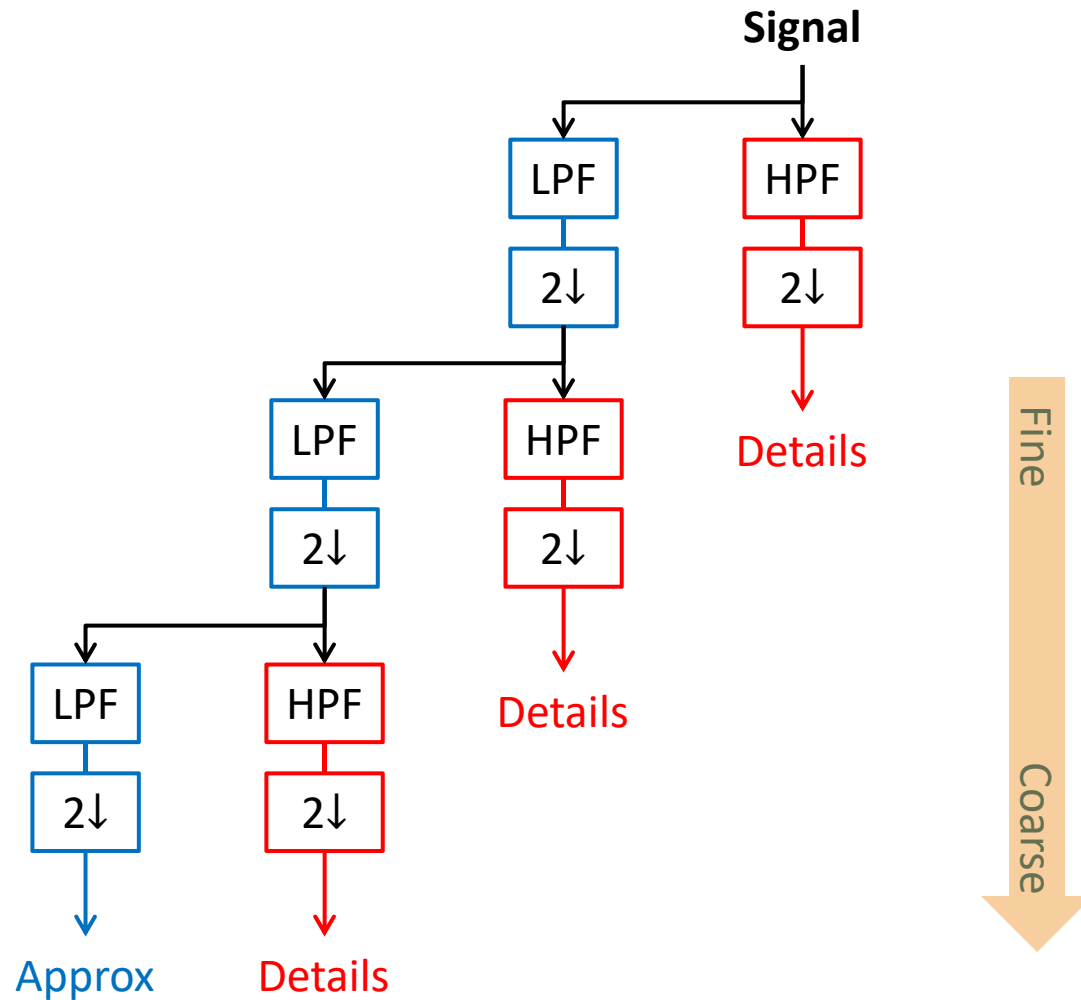 Signal
LPF
HPF
2↓
2↓
LPF
HPF
Details
2↓
2↓
LPF
HPF
Details
2↓
2↓
Approx
Details
Fine
Coarse